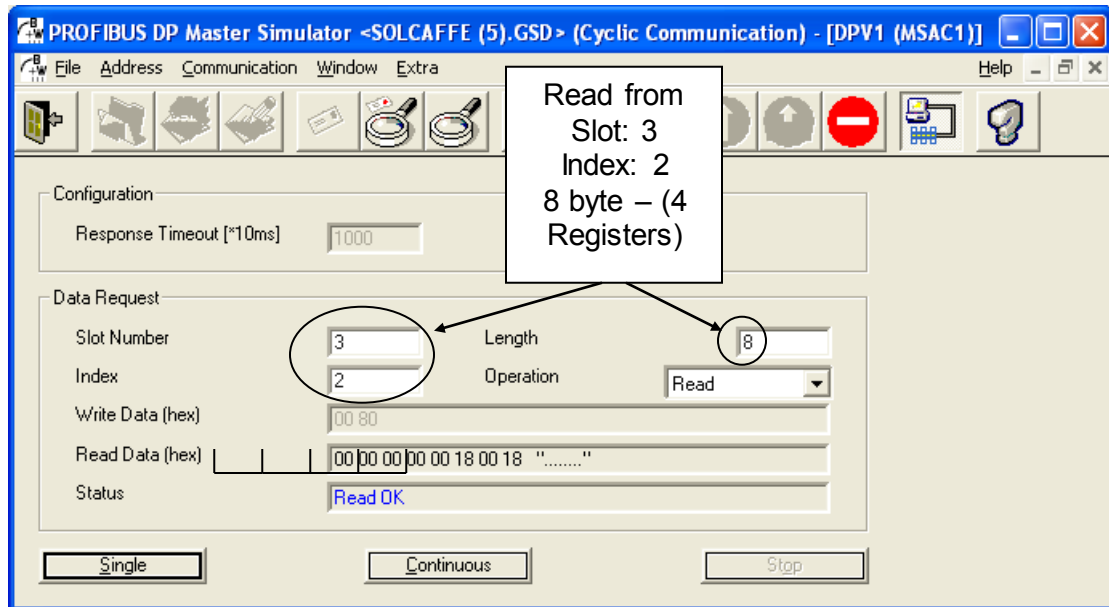 PROFIBUS DP Master Simulator <SOLCAFFE (5).GSD> (Cyclic Communication) - [DPV1 (MSAC1)]
File Address Communication Window Extra Help
Read from
Slot: 3
Index: 2
8 byte – (4
Registers)
Configuration
Response Timeout [*10ms] 1000
Data Request
Slot Number 3 Length 8
Index 2 Operation Read
Write Data (hex) 00 80
Read Data (hex) 00 00 00 00 00 18 00 18 "........"
Status Read OK
Single Continuous Stop